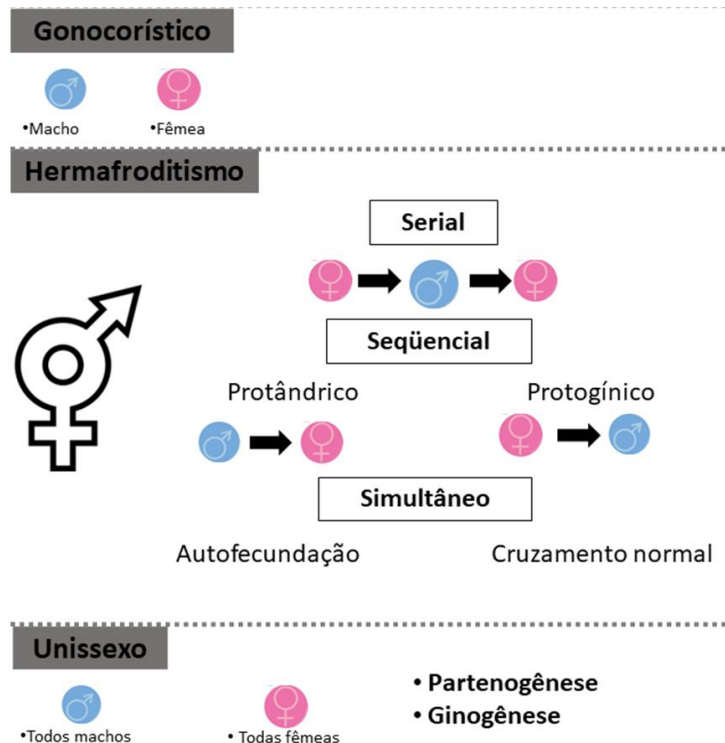 Gonocorístico
•Macho
•Fêmea
Hermafroditismo
Serial
Seqüencial
Protândrico
Protogínico
Simultâneo
Autofecundação
Cruzamento normal
Unissexo
•Todos machos
• Todas fêmeas
• Partenogênese
• Ginogênese